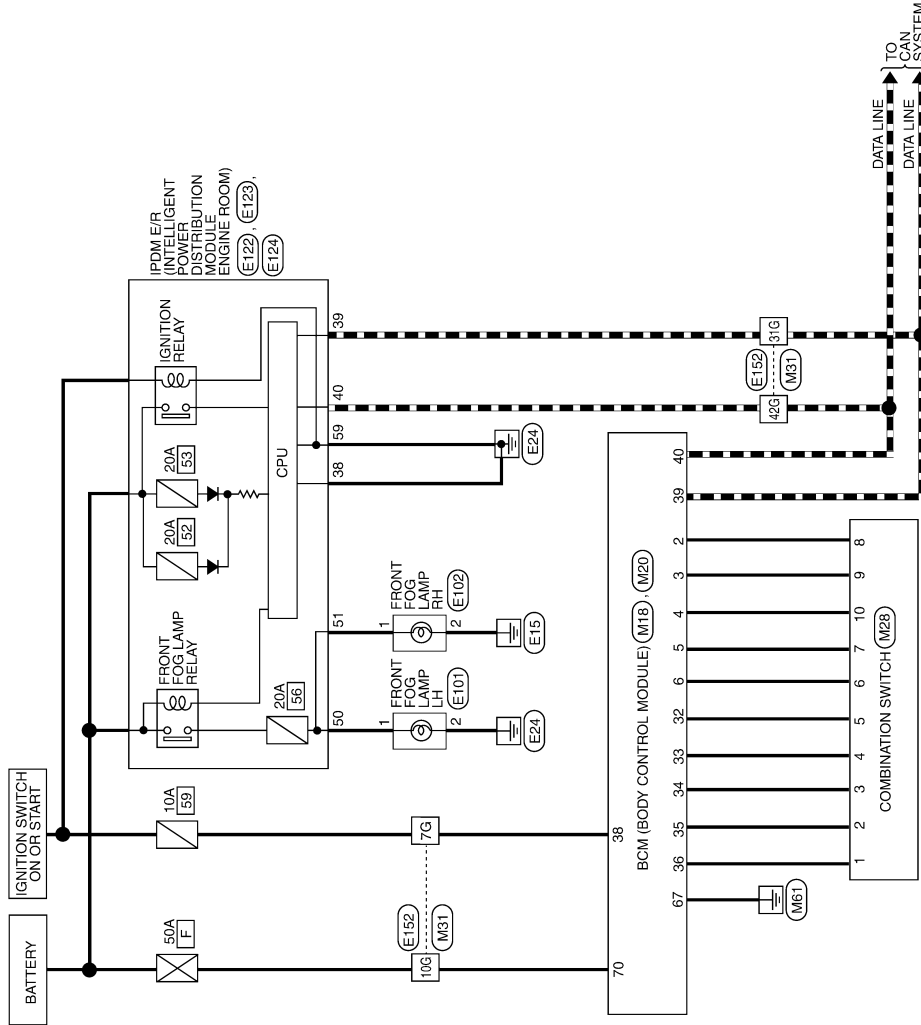 BATTERY
IGNITION SWITCH
ON OR START
50A
F
10A
59
FRONT
FOG LAMP
RELAY
20A
56
20A
52
20A
53
IGNITION
RELAY
CPU
IPDM E/R
(INTELLIGENT
POWER
DISTRIBUTION
MODULE
ENGINE ROOM)
E122 , E123 ,
E124
50
51
38
59
40
39
1
FRONT
FOG
LAMP
LH
E101
2
E24
1
FRONT
FOG
LAMP
RH
E102
2
E15
E24
10G
E152
M31
7G
42G
E152
M31
31G
70
38
BCM (BODY CONTROL MODULE) M18 , M20
67
36
35
34
33
32
6
5
4
3
2
39
40
M61
1
2
3
4
5
6
7
10
9
8
COMBINATION SWITCH M28
DATA LINE
DATA LINE
TO
CAN
SYSTEM